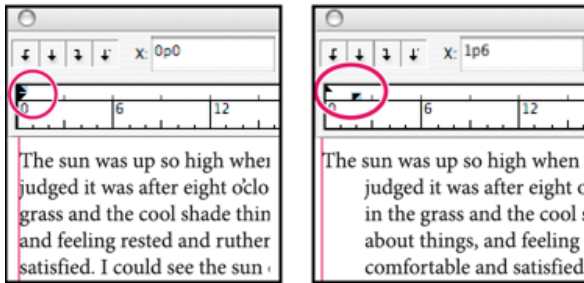 X: 0p0
0 6 12
The sun was up so high when
judged it was after eight o'clo
grass and the cool shade thin
and feeling rested and ruther
satisfied. I could see the sun
X: 1p6
0 6 12
The sun was up so high when
judged it was after eight o
in the grass and the cool s
about things, and feeling
comfortable and satisfied